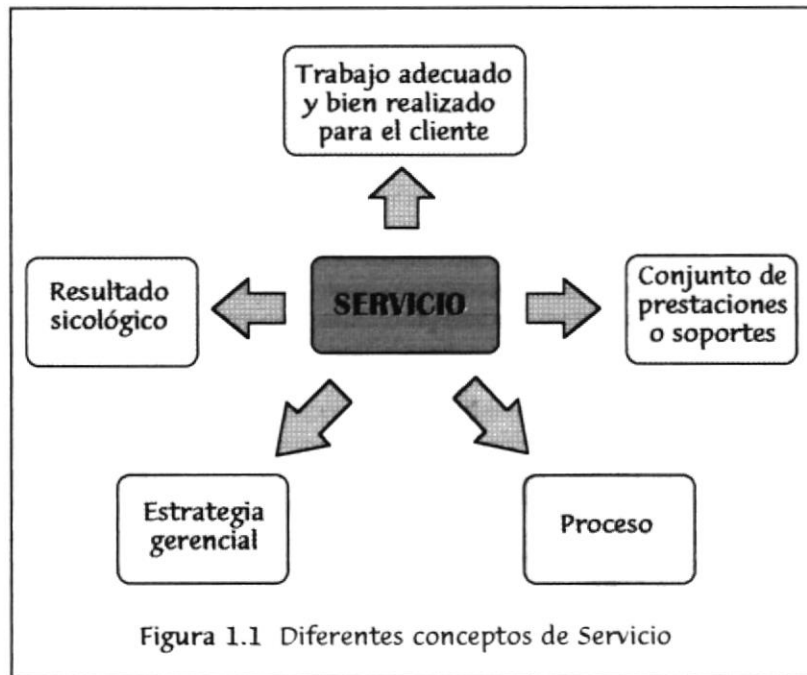 Trabajo adecuado
y bien realizado
para el cliente
Resultado
sicológico
SERVICIO
Conjunto de
prestaciones
o soportes
Estrategia
gerencial
Proceso
Figura 1.1 Diferentes conceptos de Servicio